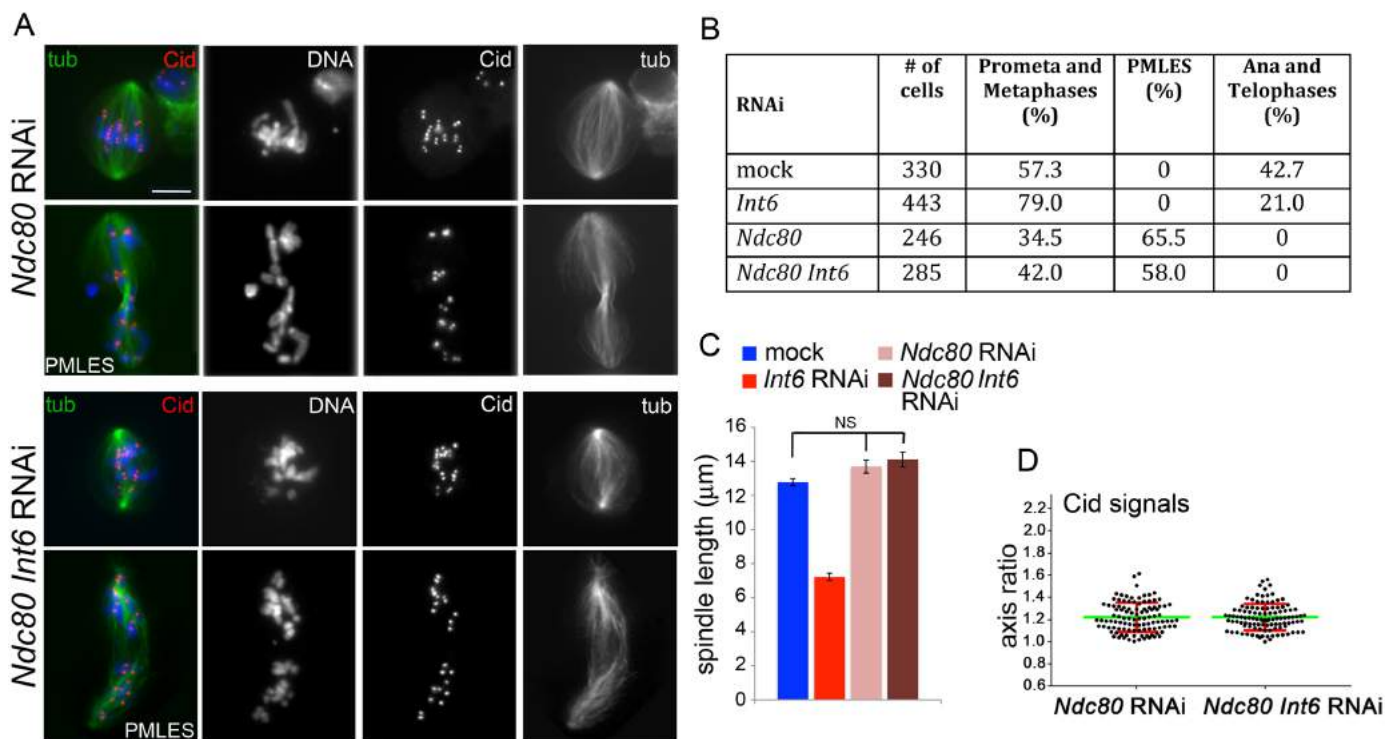 A
tub Cid DNA Cid tub
Ndc80 RNAi
PMLES
tub Cid DNA Cid tub
Ndc80 Int6 RNAi
PMLES
B
RNAi # of cells Prometa and Metaphases (%) PMLES (%) Ana and Telophases (%)
mock 330 57.3 0 42.7
Int6 443 79.0 0 21.0
Ndc80 246 34.5 65.5 0
Ndc80 Int6 285 42.0 58.0 0
C
mock Ndc80 RNAi
Int6 RNAi Ndc80 Int6
RNAi
NS
16
14
12
10
8
6
4
2
0
spindle length (μm)
D
Cid signals
2.2
2.0
1.8
1.6
1.4
1.2
1.0
0.8
0.6
axis ratio
Ndc80 RNAi Ndc80 Int6 RNAi